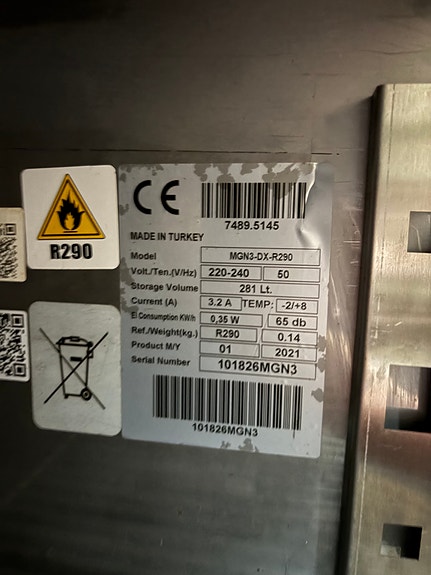 CE
7489.5145
MADE IN TURKEY
Model MGN3-DX-R290
Volt./Ten.(V/Hz) 220-240 50
Storage Volume 281 Lt.
Current (A) 3.2 A TEMP: -2/+8
El Consumption KW/h 0,35 W 65 db
Ref./Weight(kg.) R290 0.14
Product M/Y 01 2021
Serial Number 101826MGN3
101826MGN3
R290